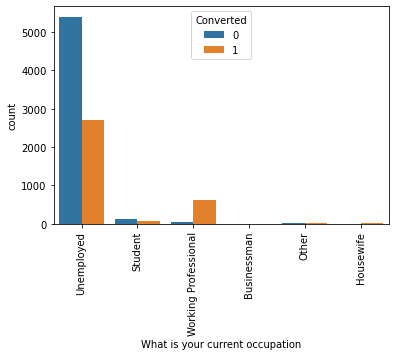 Converted
0
1
5000
4000
3000
2000
1000
0
count
Unemployed
Student
Working Professional
Businessman
Other
Housewife
What is your current occupation